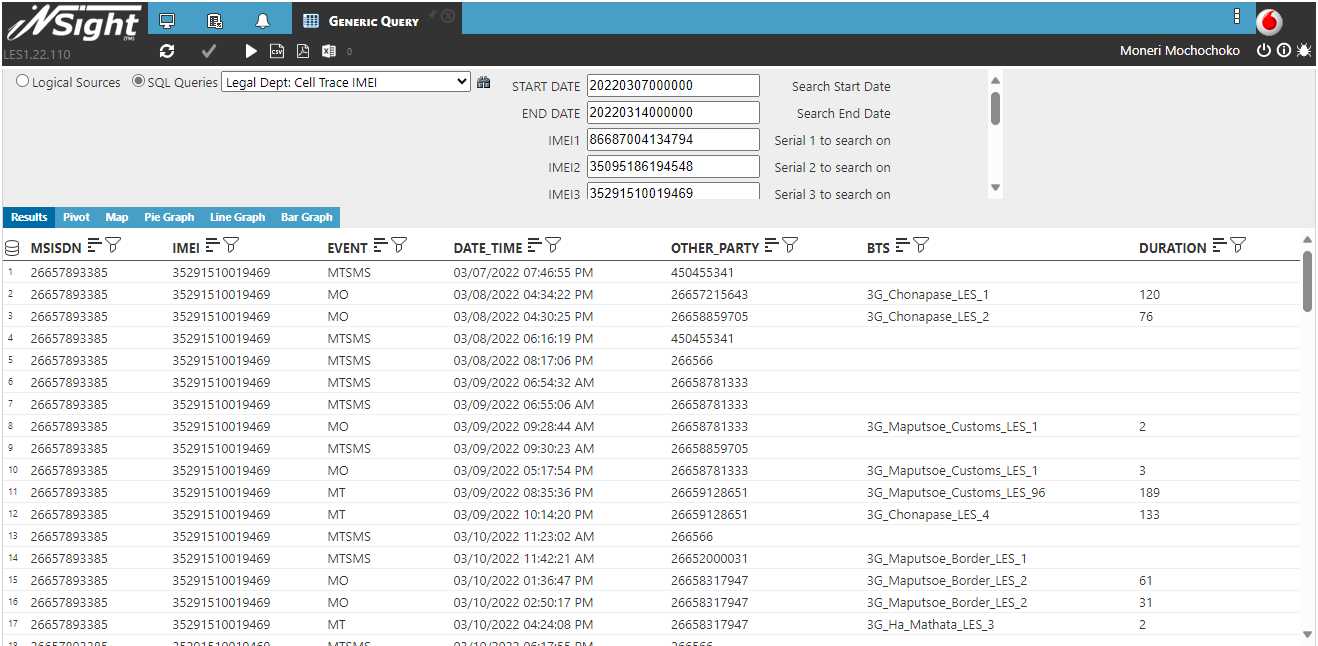 NSight
GENERIC QUERY
LES1.22.110
CSV
0
Moneri Mochochoko
Logical Sources SQL Queries Legal Dept: Cell Trace IMEI
START DATE 20220307000000 Search Start Date
END DATE 20220314000000 Search End Date
IMEI1 86687004134794 Serial 1 to search on
IMEI2 35095186194548 Serial 2 to search on
IMEI3 35291510019469 Serial 3 to search on
Results Pivot Map Pie Graph Line Graph Bar Graph
MSISDN IMEI EVENT DATE_TIME OTHER_PARTY BTS DURATION
1 26657893385 35291510019469 MTSMS 03/07/2022 07:46:55 PM 450455341
2 26657893385 35291510019469 MO 03/08/2022 04:34:22 PM 26657215643 3G_Chonapase_LES_1 120
3 26657893385 35291510019469 MO 03/08/2022 04:30:25 PM 26658859705 3G_Chonapase_LES_2 76
4 26657893385 35291510019469 MTSMS 03/08/2022 06:16:19 PM 450455341
5 26657893385 35291510019469 MTSMS 03/08/2022 08:17:06 PM 266566
6 26657893385 35291510019469 MTSMS 03/09/2022 06:54:32 AM 26658781333
7 26657893385 35291510019469 MTSMS 03/09/2022 06:55:06 AM 26658781333
8 26657893385 35291510019469 MO 03/09/2022 09:28:44 AM 26658781333 3G_Maputsoe_Customs_LES_1 2
9 26657893385 35291510019469 MTSMS 03/09/2022 09:30:23 AM 26658859705
10 26657893385 35291510019469 MO 03/09/2022 05:17:54 PM 26658781333 3G_Maputsoe_Customs_LES_1 3
11 26657893385 35291510019469 MT 03/09/2022 08:35:36 PM 26659128651 3G_Maputsoe_Customs_LES_96 189
12 26657893385 35291510019469 MT 03/09/2022 10:14:20 PM 26659128651 3G_Chonapase_LES_4 133
13 26657893385 35291510019469 MTSMS 03/10/2022 11:23:02 AM 266566
14 26657893385 35291510019469 MTSMS 03/10/2022 11:42:21 AM 26652000031 3G_Maputsoe_Border_LES_1
15 26657893385 35291510019469 MO 03/10/2022 01:36:47 PM 26658317947 3G_Maputsoe_Border_LES_2 61
16 26657893385 35291510019469 MO 03/10/2022 02:50:17 PM 26658317947 3G_Maputsoe_Border_LES_2 31
17 26657893385 35291510019469 MT 03/10/2022 04:24:08 PM 26658317947 3G_Ha_Mathata_LES_3 2